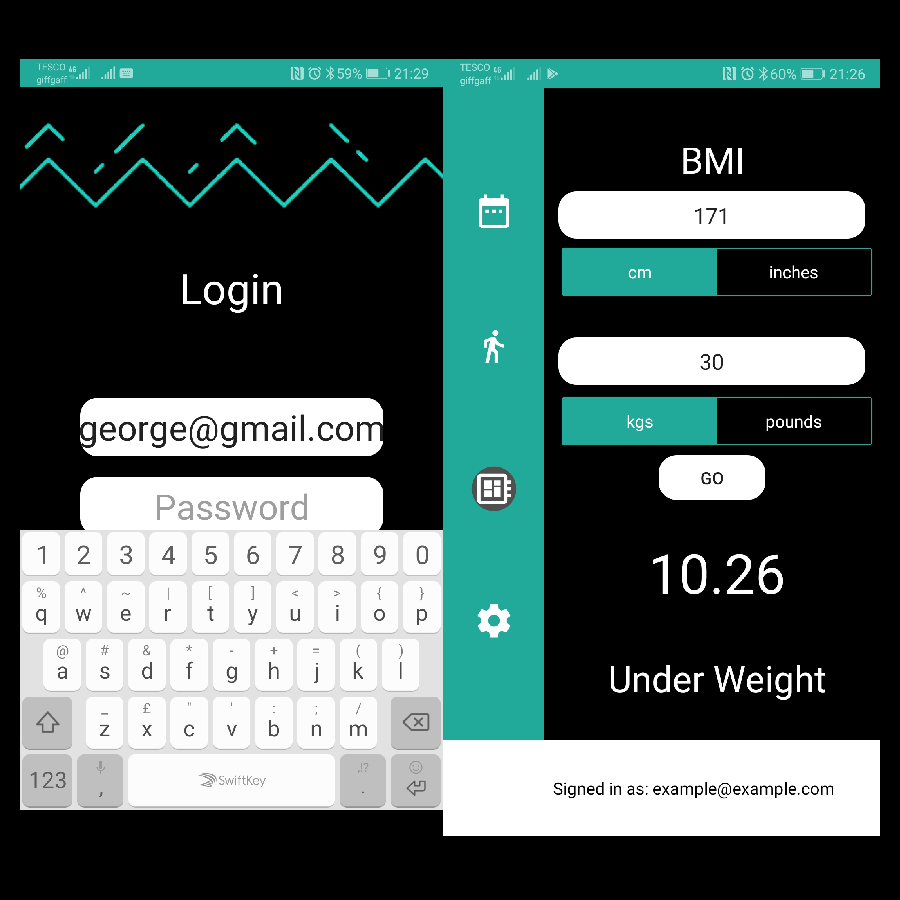 TESCO 4G
giffgaff
59%
21:29
Login
george@gmail.com
Password
1 2 3 4 5 6 7 8 9 0
% ^ ~ | [ ] < > { }
q w e r t y u i o p
@ # & * - + = ( )
a s d f g h j k l
_ £ " ' : ; /
z x c v b n m
,!?
123 , SwiftKey .
TESCO 4G
giffgaff
60%
21:26
BMI
171
cm inches
30
kgs pounds
GO
10.26
Under Weight
Signed in as: example@example.com